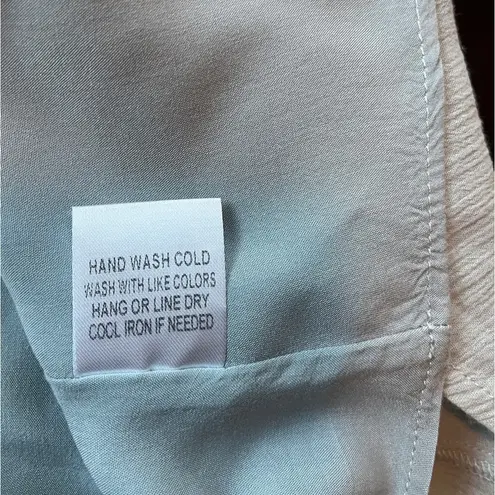 HAND WASH COLD
WASH WITH LIKE COLORS
HANG OR LINE DRY
COOL IRON IF NEEDED